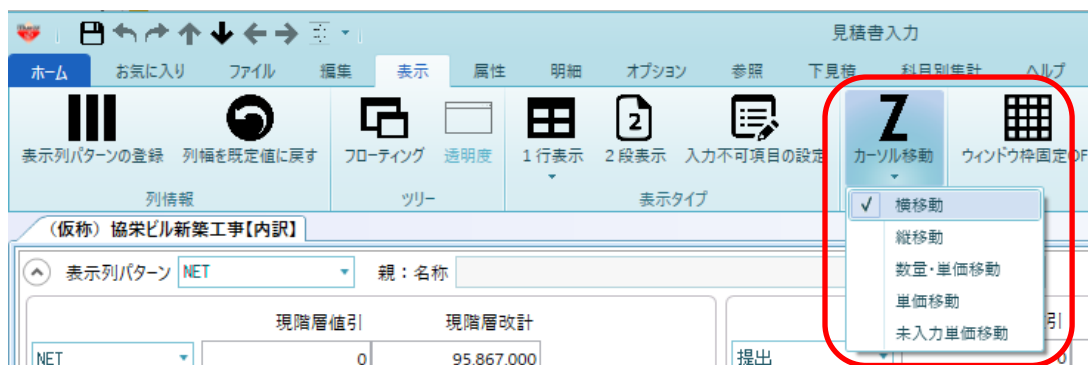 見積書入力
ホーム お気に入り ファイル 編集 表示 属性 明細 オプション 参照 下見積 科目別集計 ヘルプ
表示列パターンの登録 列幅を既定値に戻す フローティング 透明度 1行表示 2段表示 入力不可項目の設定 カーソル移動 ウィンドウ枠固定OF
列情報 ツリー 表示タイプ
横移動
(仮称)協栄ビル新築工事【内訳】
縦移動
表示列パターン NET 親:名称
数量・単価移動
単価移動
現階層値引 現階層改計 引
未入力単価移動
NET 0 95,867,000 提出 0